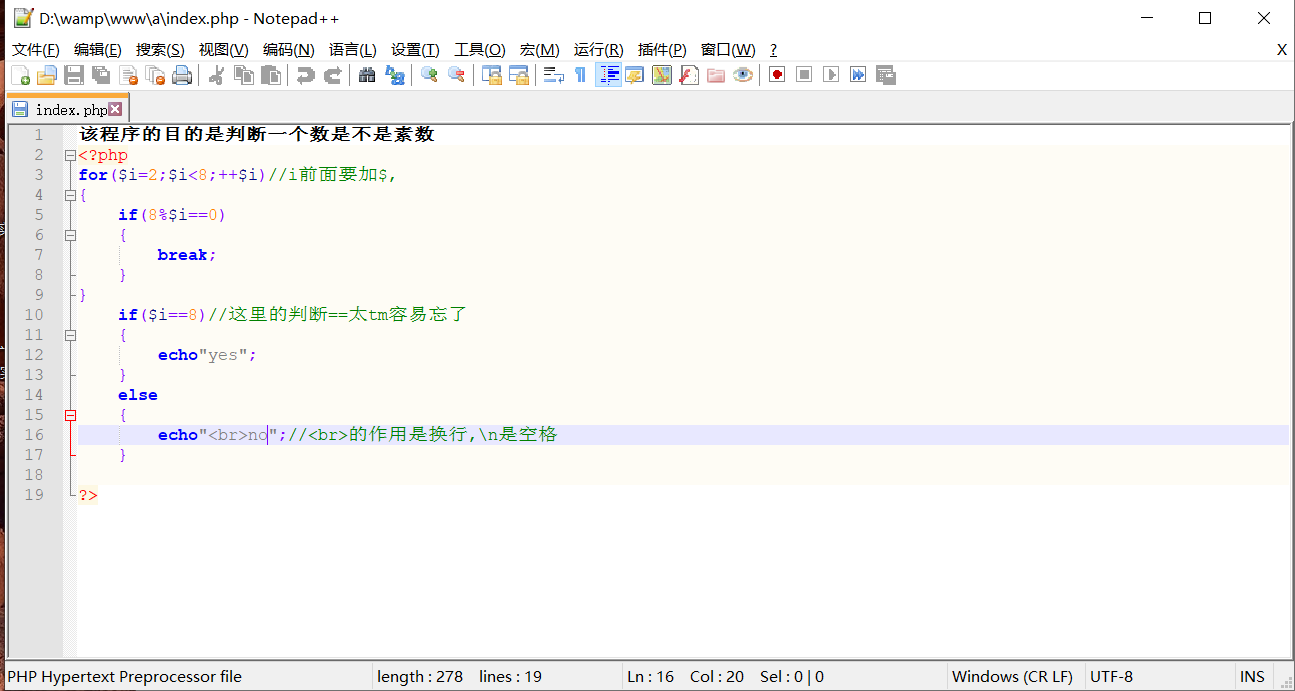 D:\wamp\www\a\index.php - Notepad++
文件(F) 编辑(E) 搜索(S) 视图(V) 编码(N) 语言(L) 设置(T) 工具(O) 宏(M) 运行(R) 插件(P) 窗口(W) ? X
index.php
1 该程序的目的是判断一个数是不是素数
2 <?php
3 for($i=2;$i<8;++$i)//i前面要加$,
4 {
5 if(8%$i==0)
6 {
7 break;
8 }
9 }
10 if($i==8)//这里的判断==太tm容易忘了
11 {
12 echo"yes";
13 }
14 else
15 {
16 echo"<br>no";//<br>的作用是换行,\n是空格
17 }
18
19 ?>
PHP Hypertext Preprocessor file length : 278 lines : 19 Ln : 16 Col : 20 Sel : 0 | 0 Windows (CR LF) UTF-8 INS